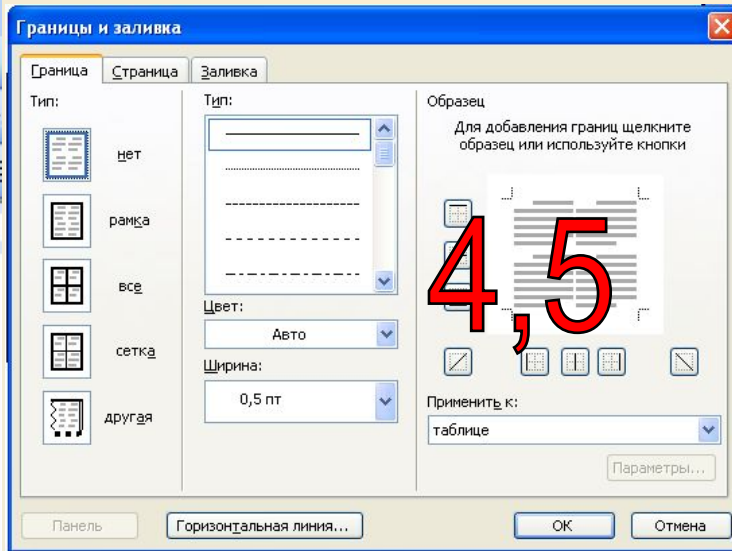 Границы и заливка
Граница Страница Заливка
Тип:
нет
рамка
все
сетка
другая
Тип:
Цвет:
Авто
Ширина:
0,5 пт
Образец
Для добавления границ щелкните
образец или используйте кнопки
4,5
Применить к:
таблице
Параметры...
Панель Горизонтальная линия... ОК Отмена